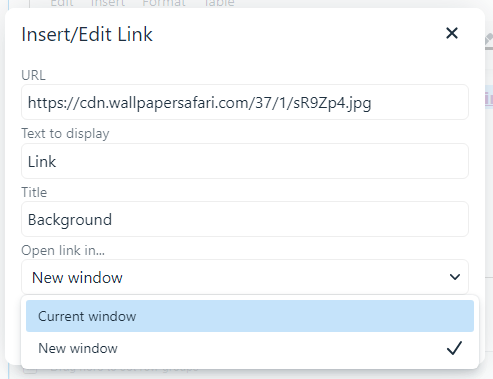 Edit Insert Format Table
Insert/Edit Link
URL
https://cdn.wallpapersafari.com/37/1/sR9Zp4.jpg
Text to display
Link
Title
Background
Open link in...
New window
Current window
New window